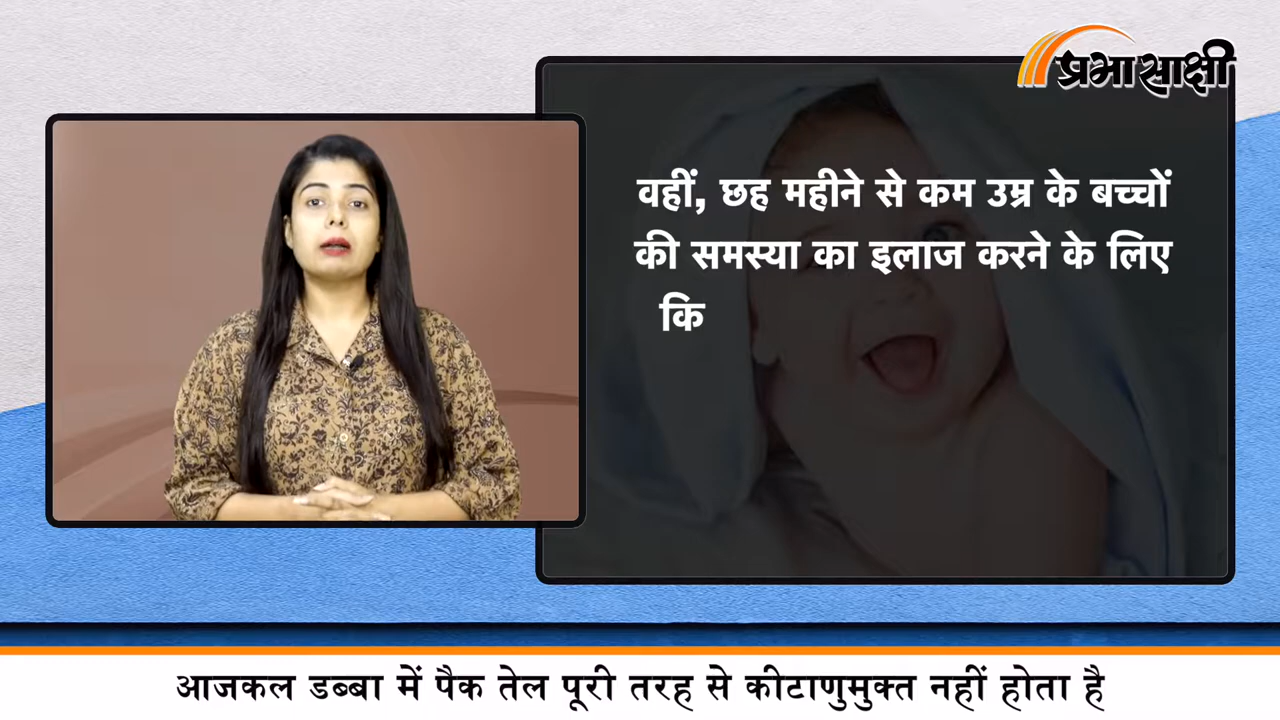 प्रभासाक्षी
वहीं, छह महीने से कम उम्र के बच्चों
की समस्या का इलाज करने के लिए
कि
आजकल डब्बा में पैक तेल पूरी तरह से कीटाणुमुक्त नहीं होता है